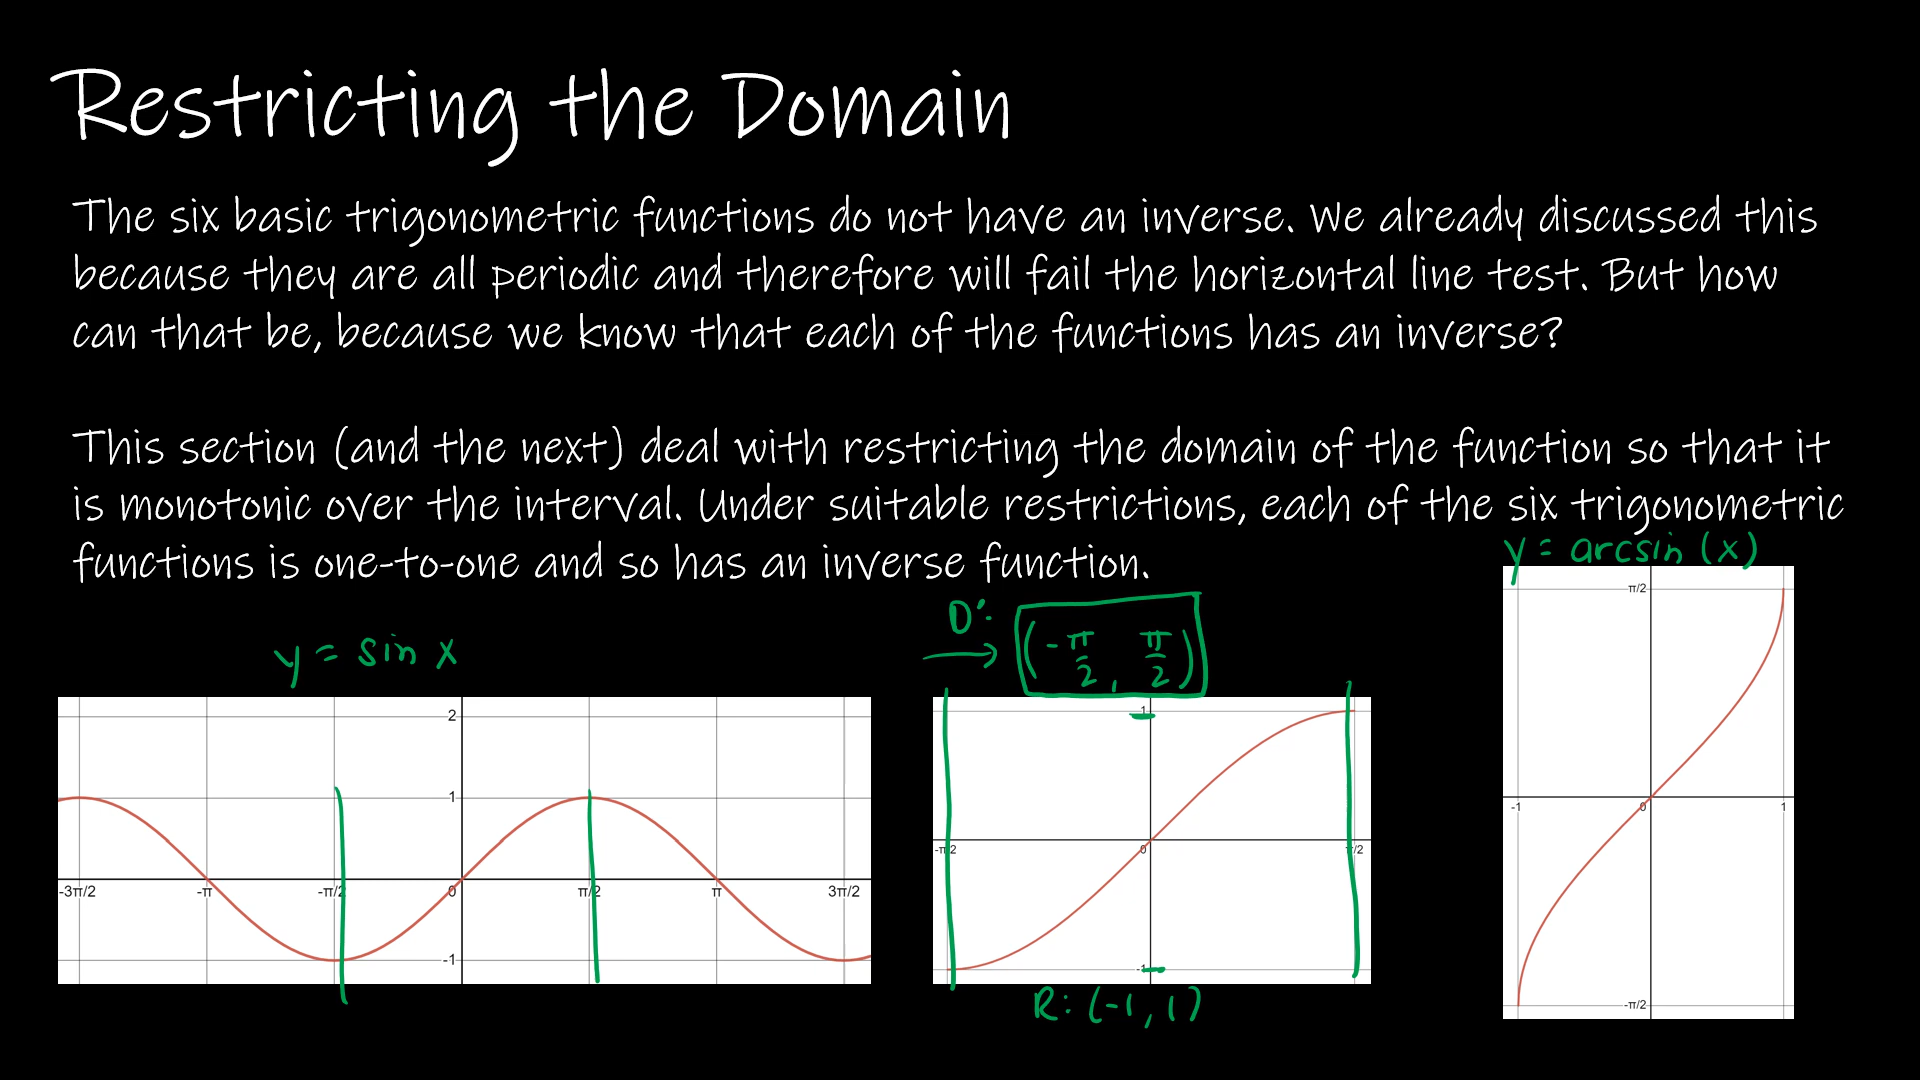 Restricting the Domain
The six basic trigonometric functions do not have an inverse. We already discussed this
because they are all periodic and therefore will fail the horizontal line test. But how
can that be, because we know that each of the functions has an inverse?
This section (and the next) deal with restricting the domain of the function so that it
is monotonic over the interval. Under suitable restrictions, each of the six trigonometric
functions is one-to-one and so has an inverse function.
y = sin x
2
1
-3π/2 -π -π/2 0 π/2 π 3π/2
-1
D: (-π/2, π/2)
1
-π/2 0 π/2
-1
R: (-1, 1)
y = arcsin (x)
π/2
-1 0 1
-π/2